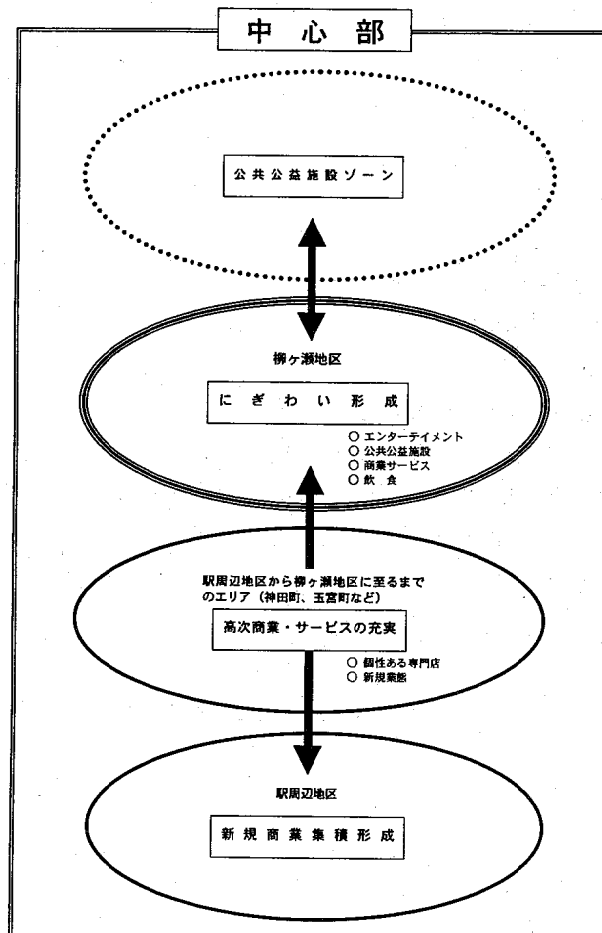 中心部
公共公益施設ゾーン
柳ヶ瀬地区
にぎわい形成
○ エンターテイメント
○ 公共公益施設
○ 商業サービス
○ 飲 食
駅周辺地区から柳ヶ瀬地区に至るまで
のエリア（神田町、玉宮町など）
高次商業・サービスの充実
○ 個性ある専門店
○ 新規業態
駅周辺地区
新規商業集積形成